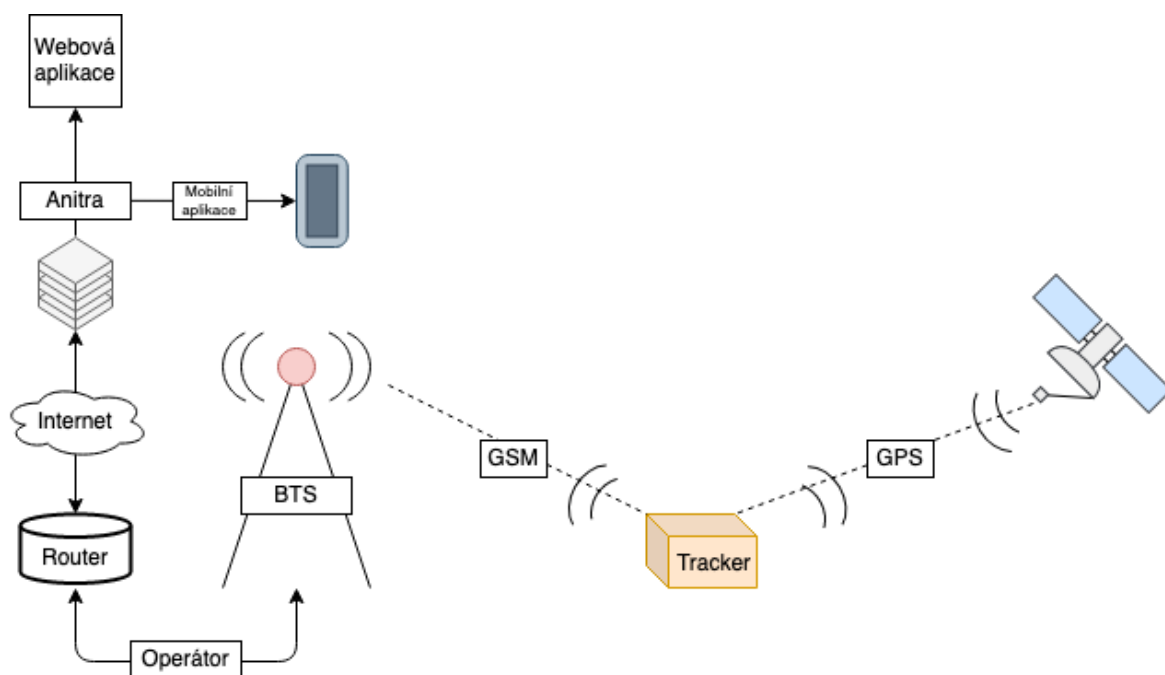 Webová
aplikace
Anitra
Mobilní
aplikace
Internet
GSM
GPS
BTS
Router
Tracker
Operátor